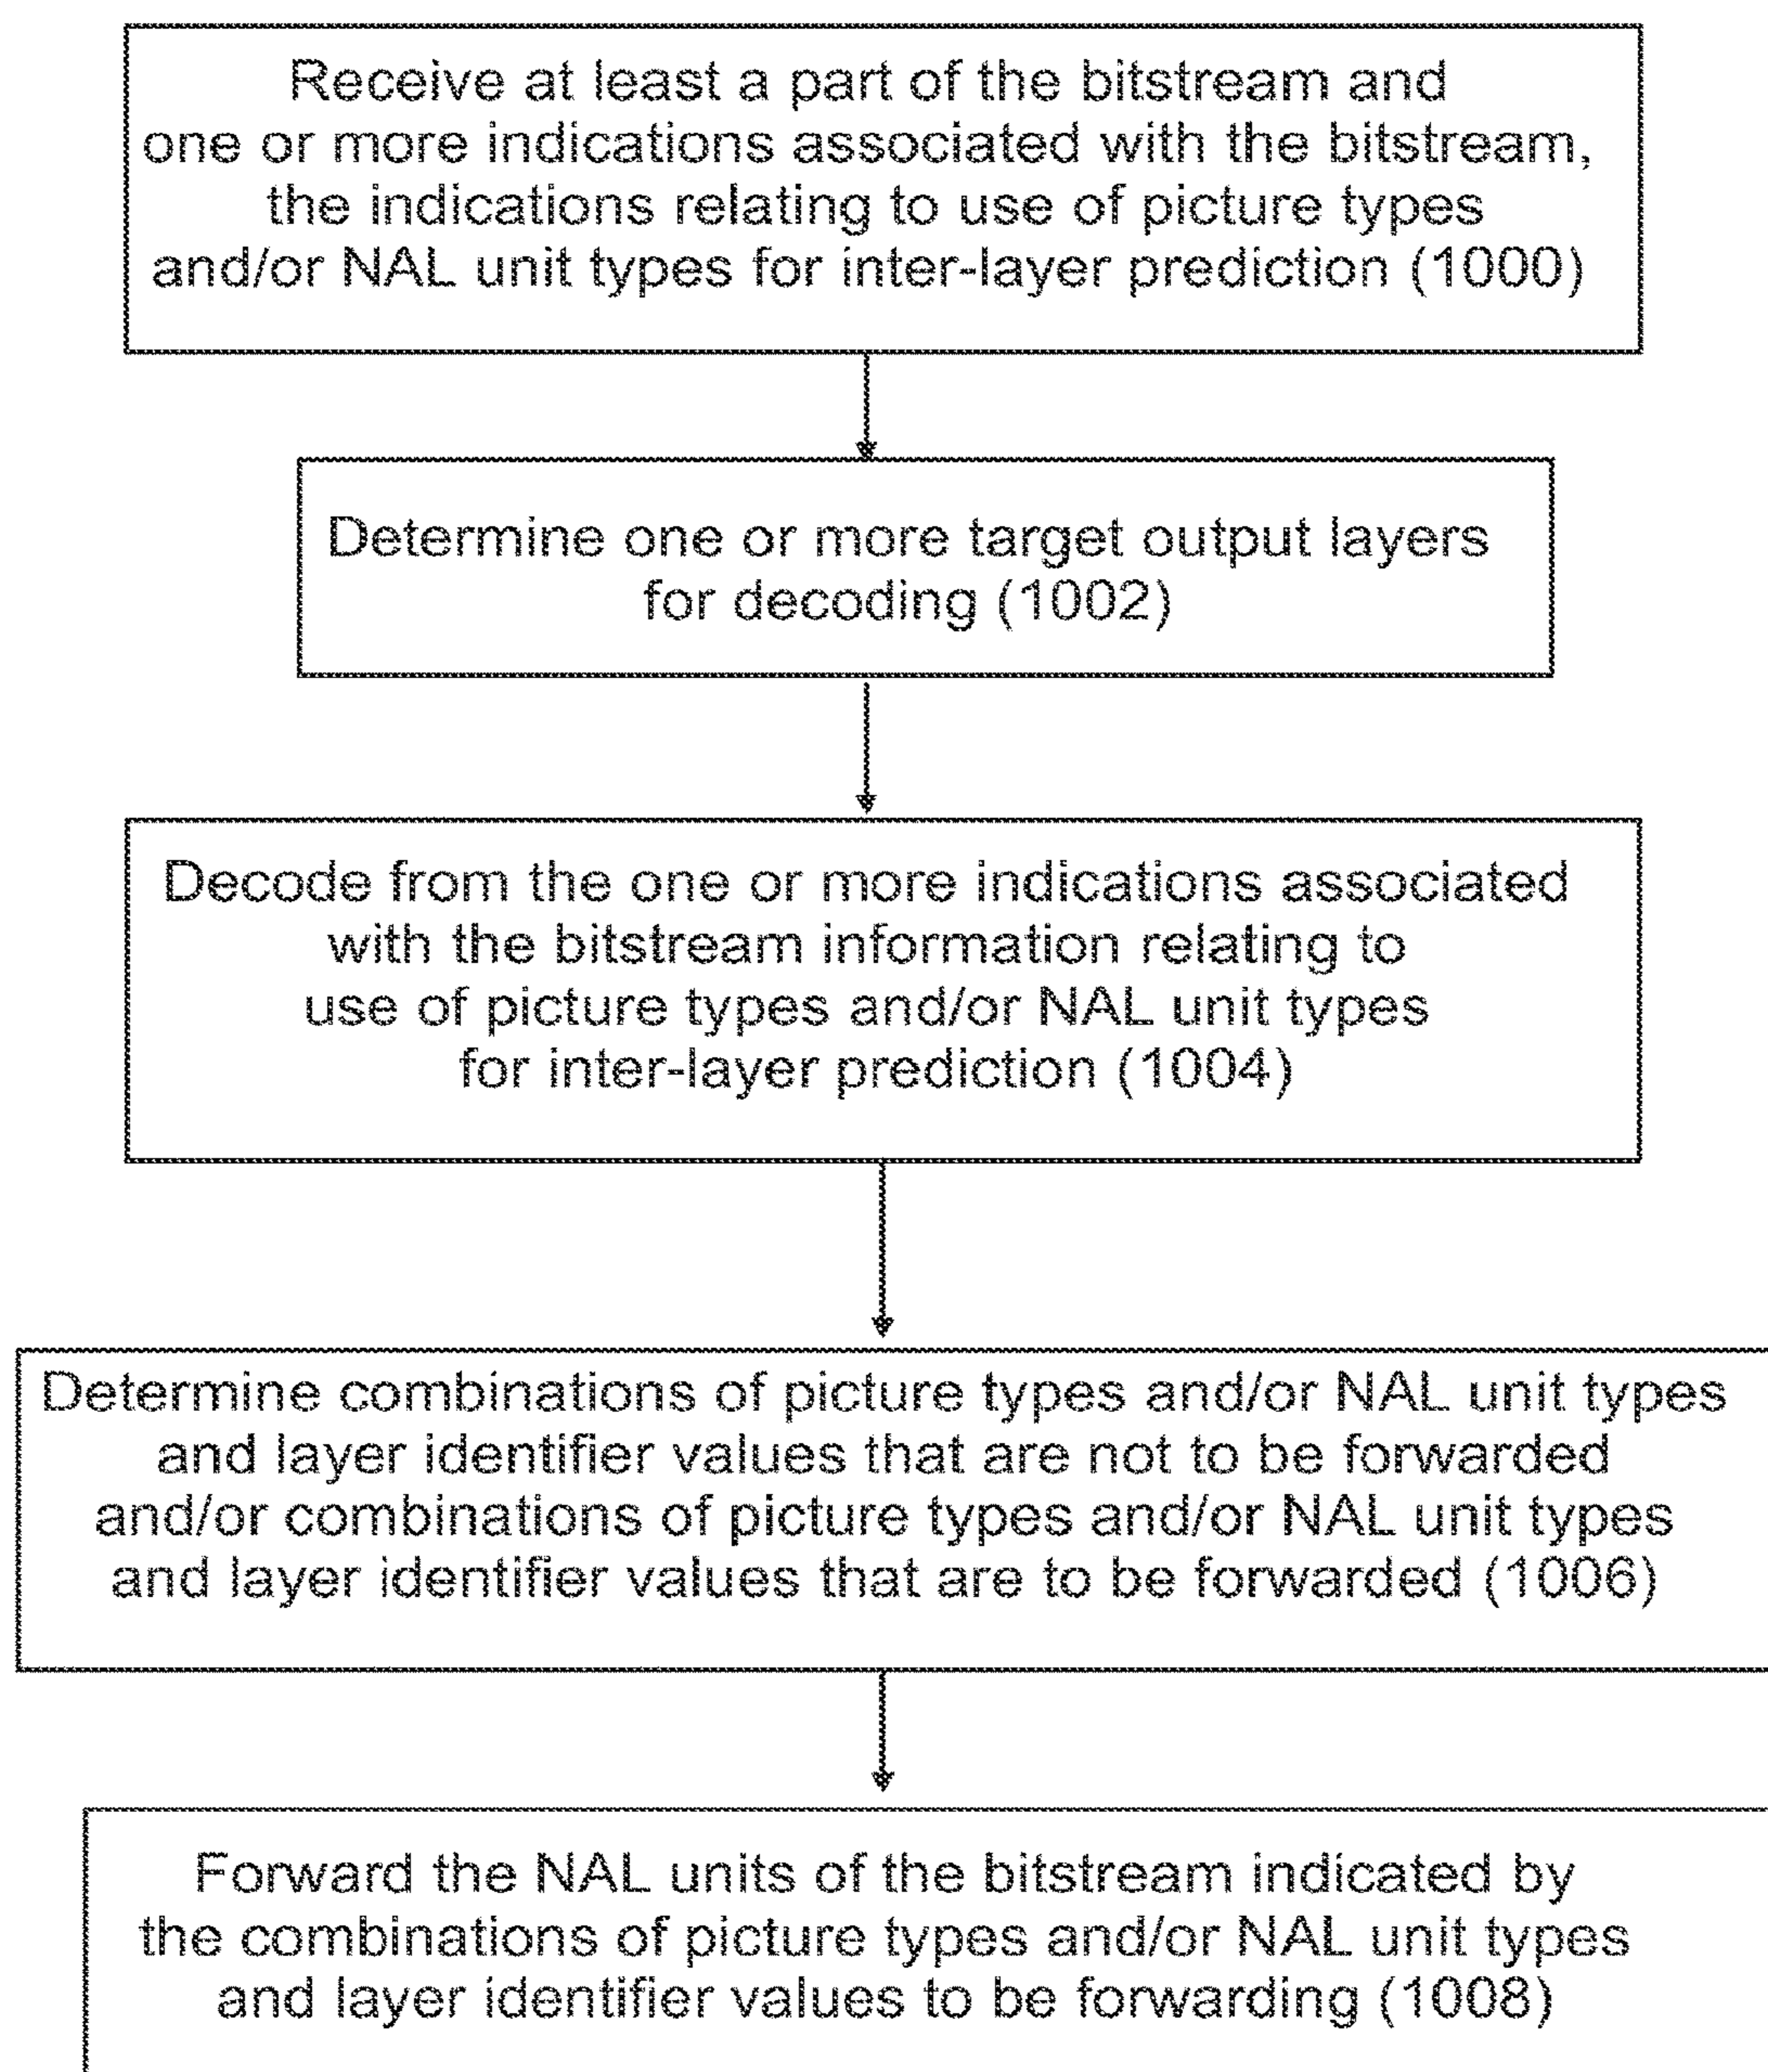 Receive at least a part of the bitstream and
one or more indications associated with the bitstream,
the indications relating to use of picture types
and/or NAL unit types for inter-layer prediction (1000)
Determine one or more target output layers
for decoding (1002)
Decode from the one or more indications associated
with the bitstream information relating to
use of picture types and/or NAL unit types
for inter-layer prediction (1004)
Determine combinations of picture types and/or NAL unit types
and layer identifier values that are not to be forwarded
and/or combinations of picture types and/or NAL unit types
and layer identifier values that are to be forwarded (1006)
Forward the NAL units of the bitstream indicated by
the combinations of picture types and/or NAL unit types
and layer identifier values to be forwarding (1008)